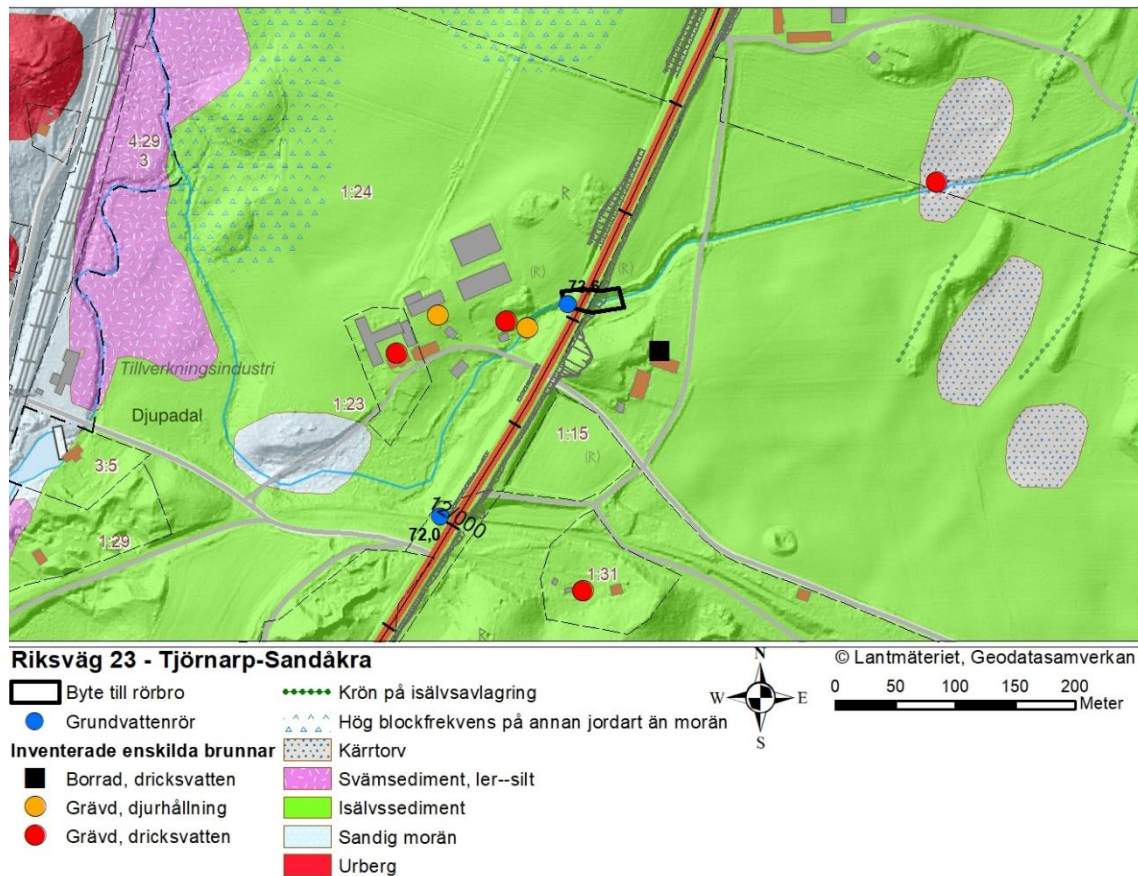 4:29
3
1:24
R
(R)
(R)
Tillverkningsindustri
Djupadal
1:23
1:15
(R)
3:5
72,000
72,0
1:29
1:31
R
Riksväg 23 - Tjörnarp-Sandåkra
© Lantmäteriet, Geodatasamverkan
N
W
E
S
0 50 100 150 200
Meter
Byte till rörbro
Grundvattenrör
Inventerade enskilda brunnar
Borrad, dricksvatten
Grävd, djurhållning
Grävd, dricksvatten
Krön på isälvsavlagring
Hög blockfrekvens på annan jordart än morän
Kärrtorv
Svämsediment, ler--silt
Isälvssediment
Sandig morän
Urberg